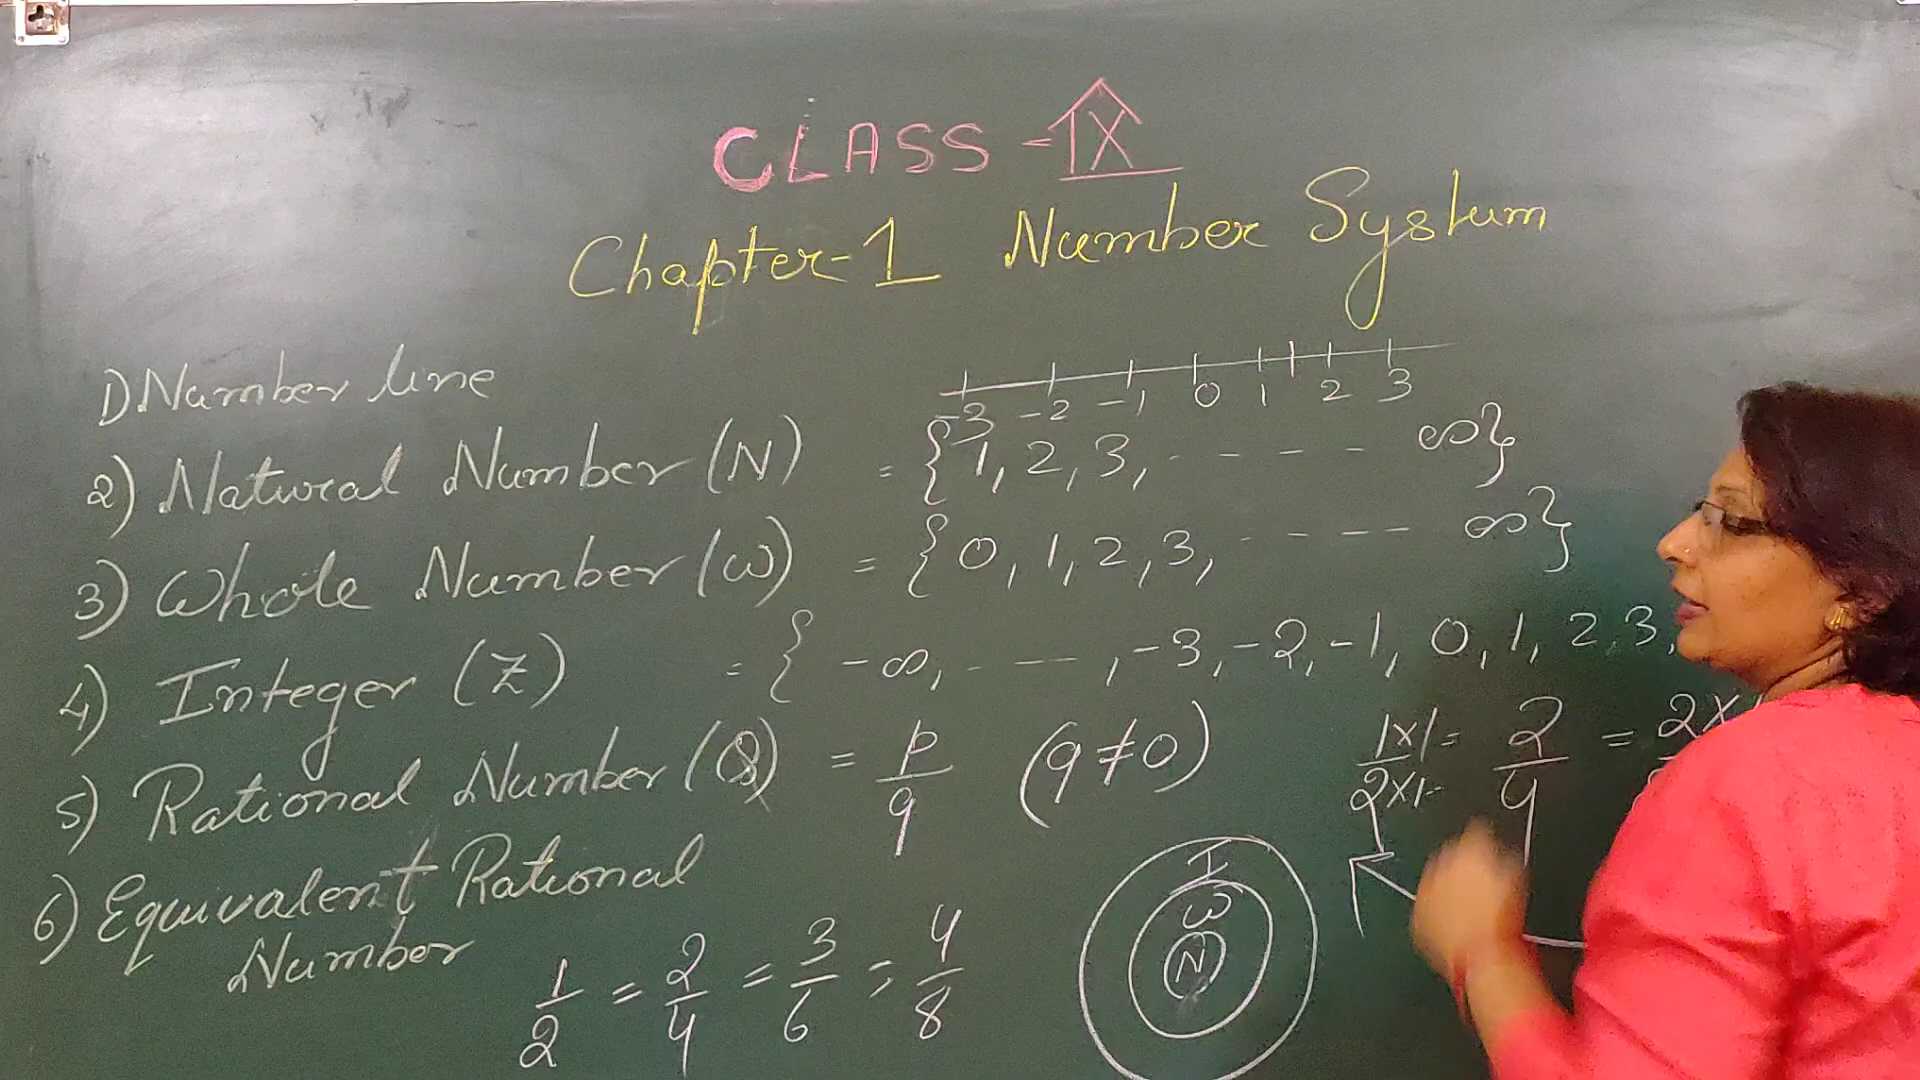 CLASS - IX
Chapter-1 Number System
1) Number line
-3 -2 -1 0 1 2 3
2) Natural Number (N) = {1, 2, 3, - - - - ∞}
3) Whole Number (W) = {0, 1, 2, 3, - - - - ∞}
4) Integer (Z) = { -∞, - - - , -3, -2, -1, 0, 1, 2, 3,
5) Rational Number (Q) = p/q (q ≠ 0)
1×1/2×1 = 2/4 = 2×
6) Equivalent Rational
Number
1/2 = 2/4 = 3/6 = 4/8
I
W
N